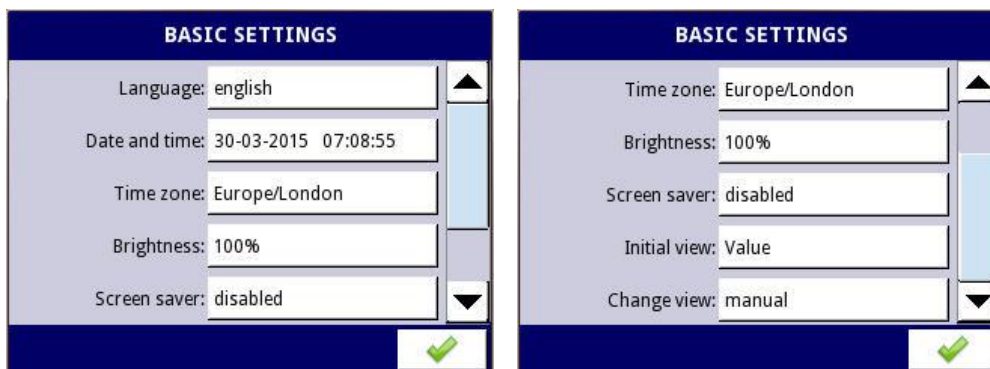 BASIC SETTINGS
Language: english
Date and time: 30-03-2015 07:08:55
Time zone: Europe/London
Brightness: 100%
Screen saver: disabled
BASIC SETTINGS
Time zone: Europe/London
Brightness: 100%
Screen saver: disabled
Initial view: Value
Change view: manual